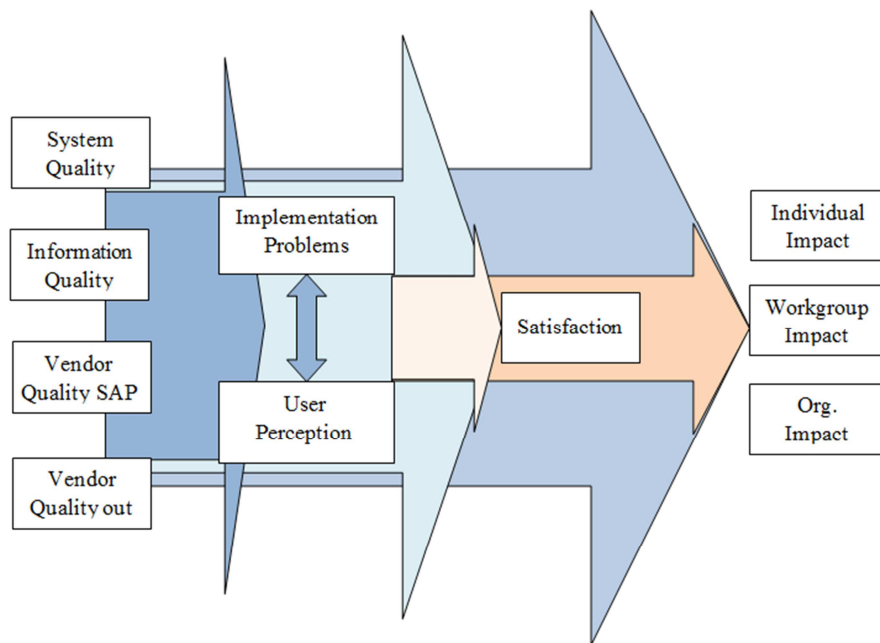 System
Quality
Information
Quality
Vendor
Quality SAP
Vendor
Quality out
Implementation
Problems
User
Perception
Satisfaction
Individual
Impact
Workgroup
Impact
Org.
Impact